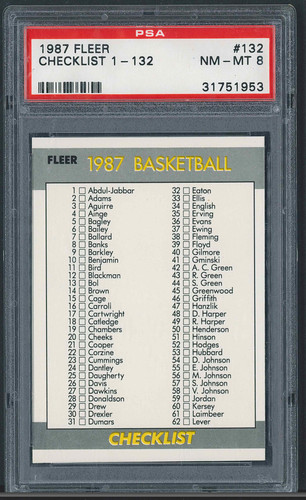 PSA
1987 FLEER #132
CHECKLIST 1-132 NM-MT 8
31751953
FLEER 1987 BASKETBALL
1 Abdul-Jabbar
2 Adams
3 Aguirre
4 Ainge
5 Bagley
6 Bailey
7 Ballard
8 Banks
9 Barkley
10 Benjamin
11 Bird
12 Blackman
13 Bol
14 Brown
15 Cage
16 Carroll
17 Cartwright
18 Catledge
19 Chambers
20 Cheeks
21 Cooper
22 Corzine
23 Cummings
24 Dantley
25 Daugherty
26 Davis
27 Dawkins
28 Donaldson
29 Drew
30 Drexler
31 Dumars
32 Eaton
33 Ellis
34 English
35 Erving
36 Evans
37 Ewing
38 Fleming
39 Floyd
40 Gilmore
41 Gminski
42 A. C. Green
43 R. Green
44 S. Green
45 Greenwood
46 Griffith
47 Hanzlik
48 D. Harper
49 R. Harper
50 Henderson
51 Hinson
52 Hodges
53 Hubbard
54 D. Johnson
55 E. Johnson
56 M. Johnson
57 S. Johnson
58 V. Johnson
59 Jordan
60 Kersey
61 Laimbeer
62 Lever
CHECKLIST